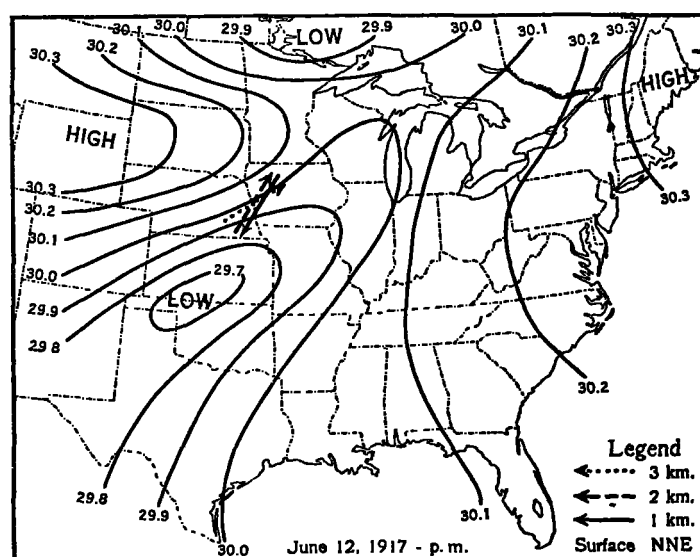 30.1 30.0 29.9 LOW 29.9 30.0 30.1 30.2 30.3
30.2
30.3
HIGH
HIGH
30.3
30.2
30.1
30.0
29.9
29.8
29.7
LOW
30.3
30.2
29.8
29.9
30.0
30.1
Legend
3 km.
2 km.
1 km.
Surface NNE
June 12, 1917 - p.m.